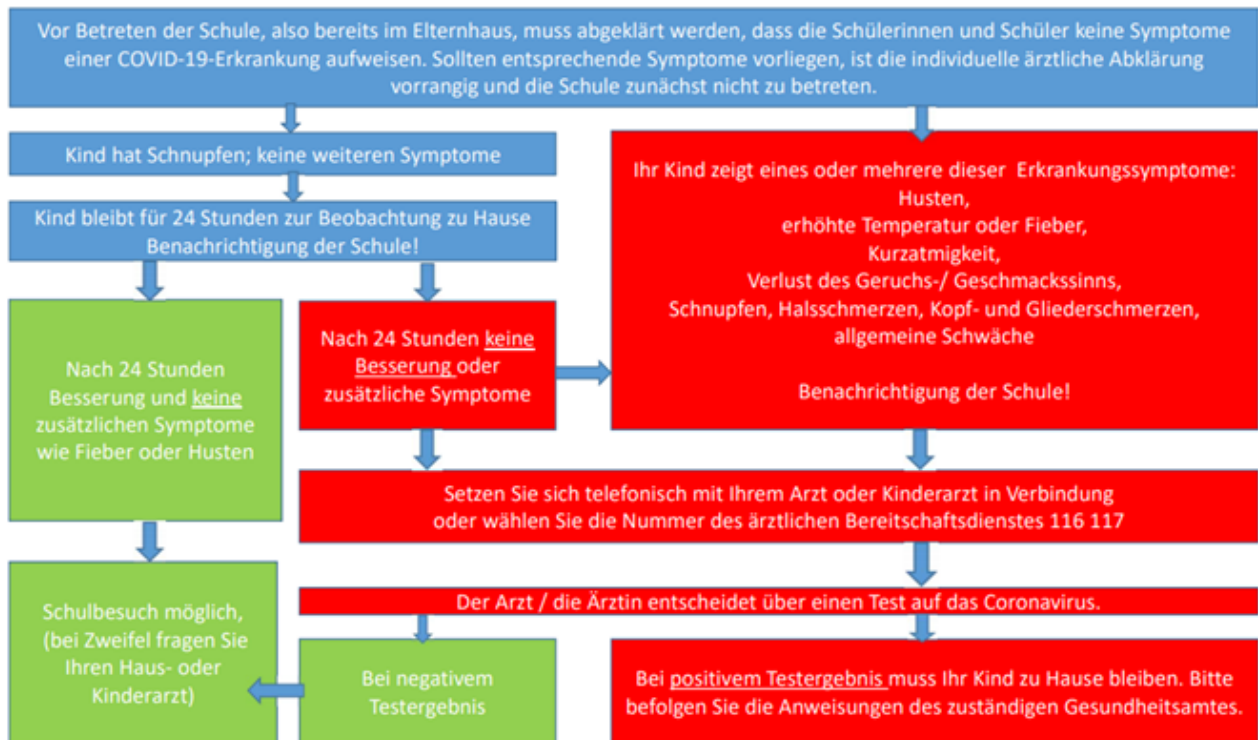 Vor Betreten der Schule, also bereits im Elternhaus, muss abgeklärt werden, dass die Schülerinnen und Schüler keine Symptome
einer COVID-19-Erkrankung aufweisen. Sollten entsprechende Symptome vorliegen, ist die individuelle ärztliche Abklärung
vorrangig und die Schule zunächst nicht zu betreten.
Kind hat Schnupfen; keine weiteren Symptome
Kind bleibt für 24 Stunden zur Beobachtung zu Hause
Benachrichtigung der Schule!
Nach 24 Stunden
Besserung und keine
zusätzlichen Symptome
wie Fieber oder Husten
Nach 24 Stunden keine
Besserung oder
zusätzliche Symptome
Ihr Kind zeigt eines oder mehrere dieser Erkrankungssymptome:
Husten,
erhöhte Temperatur oder Fieber,
Kurzatmigkeit,
Verlust des Geruchs-/ Geschmackssinns,
Schnupfen, Halsschmerzen, Kopf- und Gliederschmerzen,
allgemeine Schwäche
Benachrichtigung der Schule!
Setzen Sie sich telefonisch mit Ihrem Arzt oder Kinderarzt in Verbindung
oder wählen Sie die Nummer des ärztlichen Bereitschaftsdienstes 116 117
Der Arzt / die Ärztin entscheidet über einen Test auf das Coronavirus.
Schulbesuch möglich,
(bei Zweifel fragen Sie
Ihren Haus- oder
Kinderarzt)
Bei negativem
Testergebnis
Bei positivem Testergebnis muss Ihr Kind zu Hause bleiben. Bitte
befolgen Sie die Anweisungen des zuständigen Gesundheitsamtes.